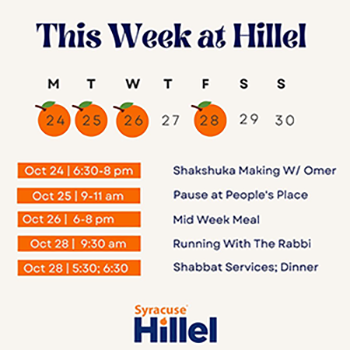 This Week at Hillel
M T W T F S S
24 25 26 27 28 29 30
Oct 24 | 6:30-8 pm Shakshuka Making W/ Omer
Oct 25 | 9-11 am Pause at People's Place
Oct 26 | 6-8 pm Mid Week Meal
Oct 28 | 9:30 am Running With The Rabbi
Oct 28 | 5:30; 6:30 Shabbat Services; Dinner
Syracuse
Hillel